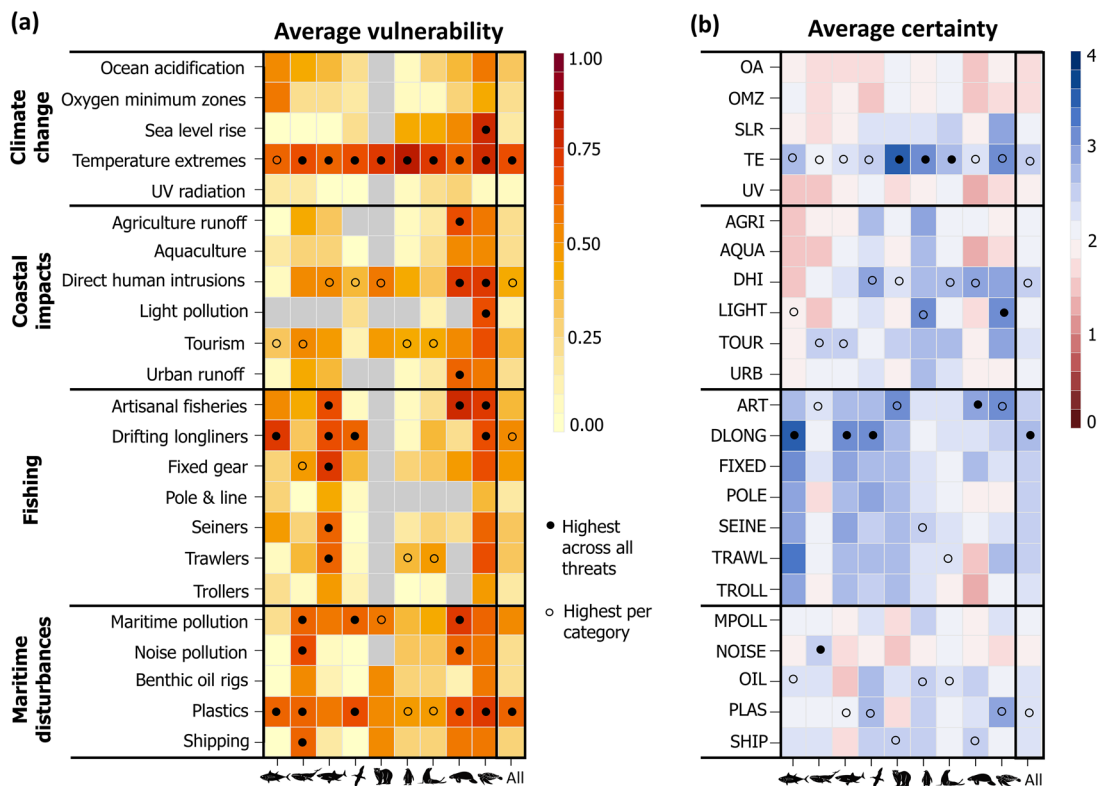 (a)
Average vulnerability
Climate change
Ocean acidification
Oxygen minimum zones
Sea level rise
Temperature extremes
UV radiation
Coastal impacts
Agriculture runoff
Aquaculture
Direct human intrusions
Light pollution
Tourism
Urban runoff
Fishing
Artisanal fisheries
Drifting longliners
Fixed gear
Pole & line
Seiners
Trawlers
Trollers
Maritime disturbances
Maritime pollution
Noise pollution
Benthic oil rigs
Plastics
Shipping
All
1.00
0.75
0.50
0.25
0.00
Highest
across all
threats
Highest per
category
(b)
Average certainty
OA
OMZ
SLR
TE
UV
AGRI
AQUA
DHI
LIGHT
TOUR
URB
ART
DLONG
FIXED
POLE
SEINE
TRAWL
TROLL
MPOLL
NOISE
OIL
PLAS
SHIP
All
4
3
2
1
0